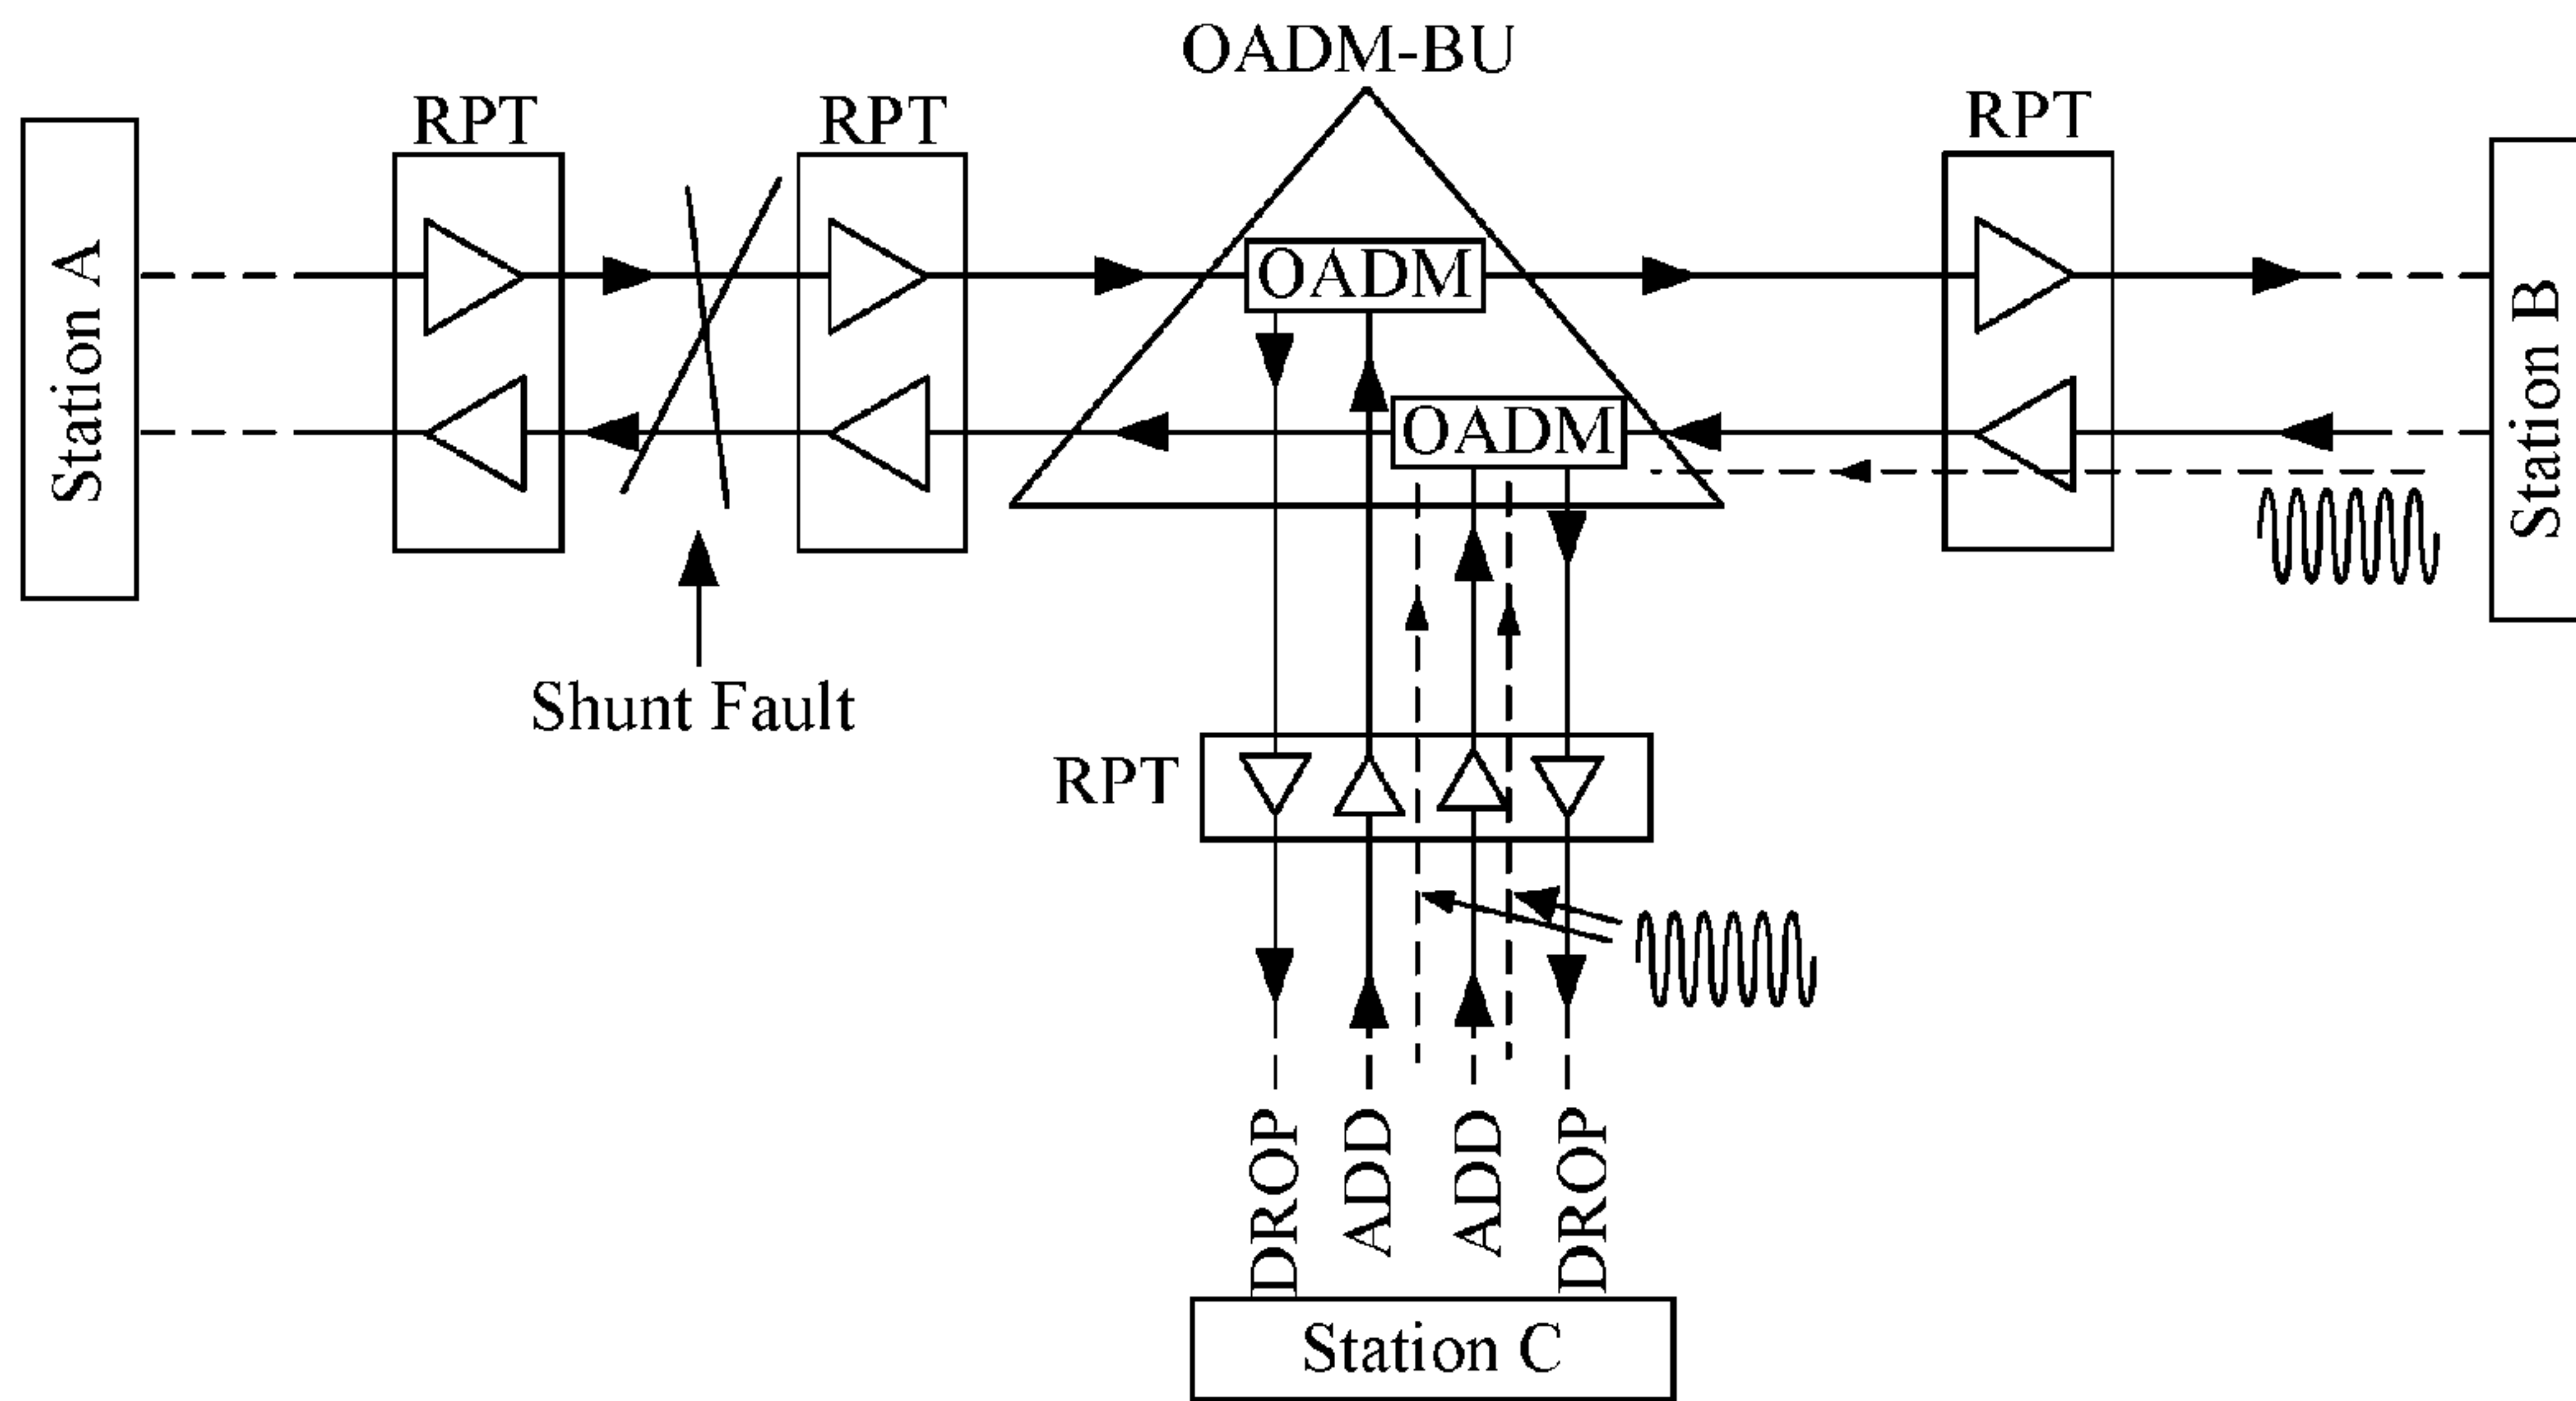 OADM-BU
RPT
RPT
RPT
Station A
OADM
OADM
Station B
Shunt Fault
RPT
DROP
ADD
ADD
DROP
Station C